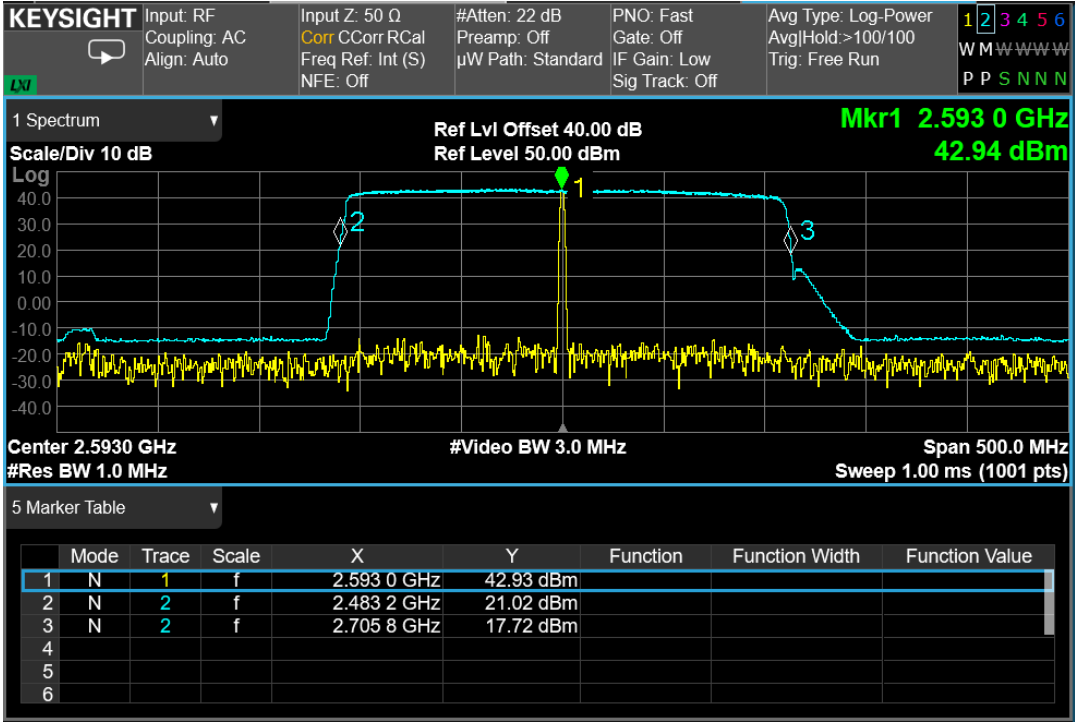 KEYSIGHT
Input: RF
Coupling: AC
Align: Auto
Input Z: 50 Ω
Corr CCorr RCal
Freq Ref: Int (S)
NFE: Off
#Atten: 22 dB
Preamp: Off
µW Path: Standard
PNO: Fast
Gate: Off
IF Gain: Low
Sig Track: Off
Avg Type: Log-Power
Avg|Hold:>100/100
Trig: Free Run
1 2 3 4 5 6
W M W W W W
P P S N N N
LXI
1 Spectrum
Scale/Div 10 dB
Ref Lvl Offset 40.00 dB
Ref Level 50.00 dBm
Mkr1 2.593 0 GHz
42.94 dBm
Log
40.0
30.0
20.0
10.0
0.00
-10.0
-20.0
-30.0
-40.0
1
2
3
Center 2.5930 GHz
#Video BW 3.0 MHz
Span 500.0 MHz
#Res BW 1.0 MHz
Sweep 1.00 ms (1001 pts)
5 Marker Table
Mode Trace Scale X Y Function Function Width Function Value
1 N 1 f 2.593 0 GHz 42.93 dBm
2 N 2 f 2.483 2 GHz 21.02 dBm
3 N 2 f 2.705 8 GHz 17.72 dBm
4
5
6